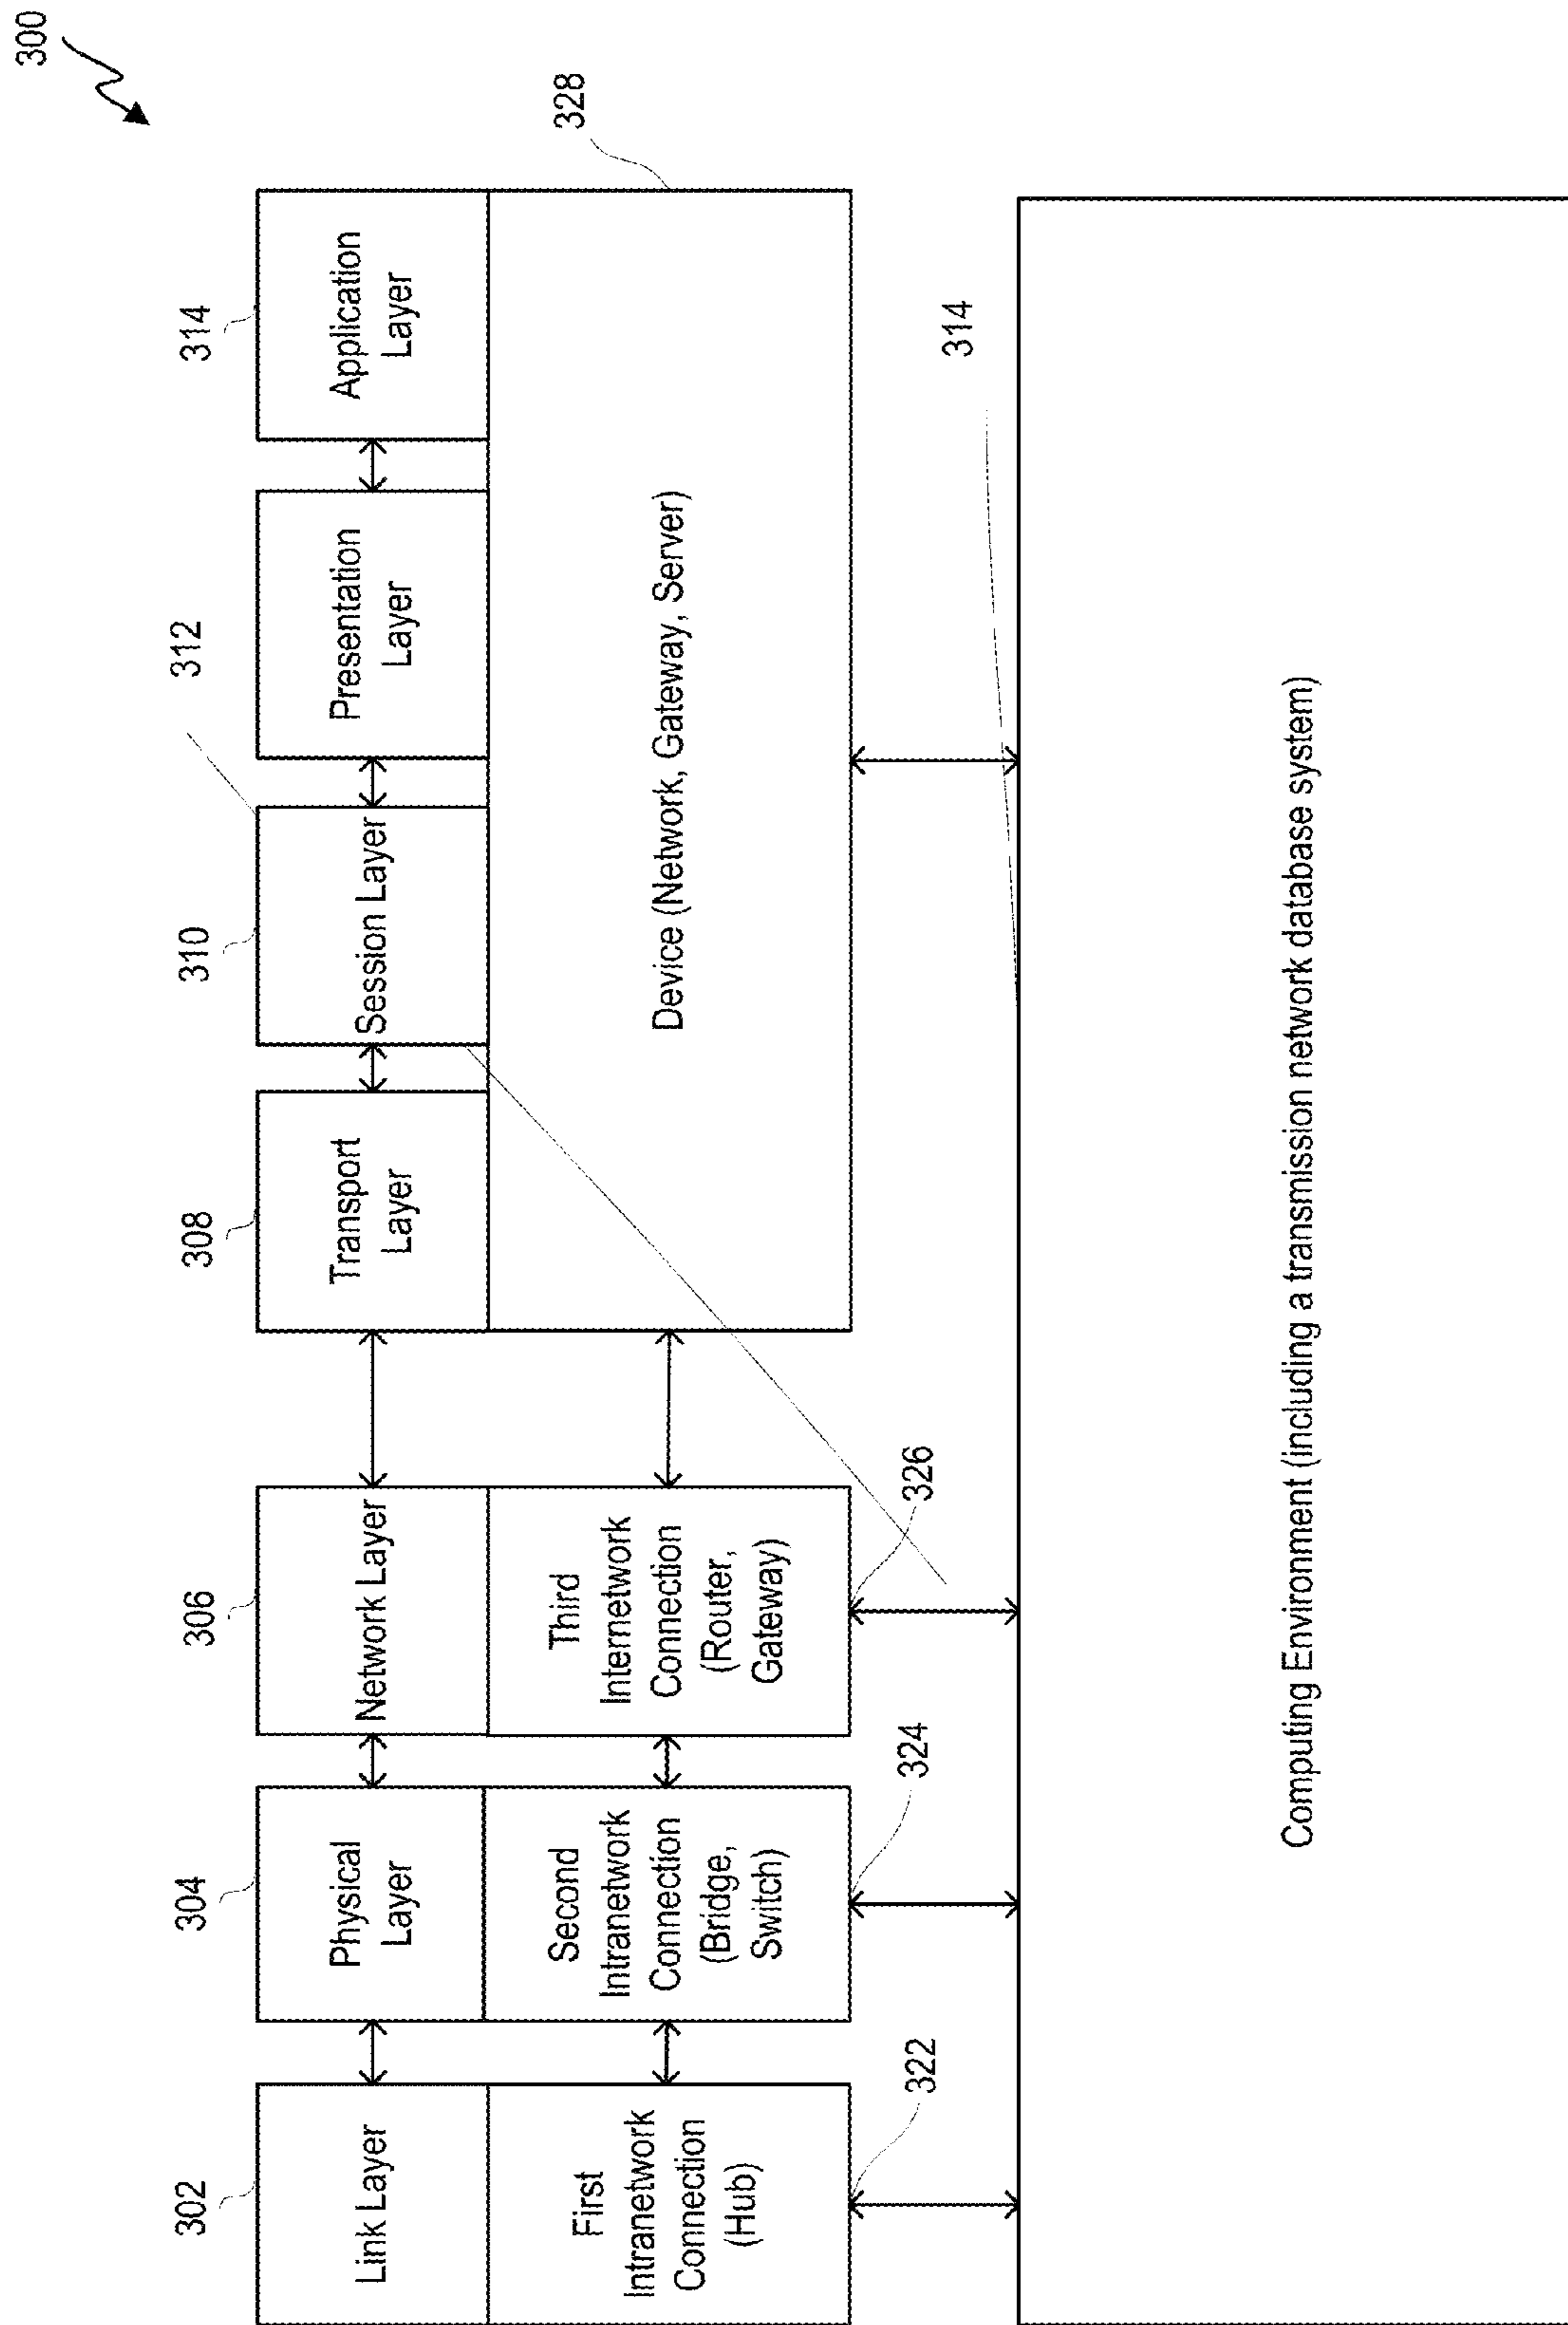 300
302
304
306
308
310
312
314
Link Layer
Physical
Layer
Network Layer
Transport
Layer
Session Layer
Presentation
Layer
Application
Layer
328
First
Intranetwork
Connection
(Hub)
Second
Intranetwork
Connection
(Bridge,
Switch)
Third
Internetwork
Connection
(Router,
Gateway)
Device (Network, Gateway, Server)
322
324
326
314
Computing Environment (including a transmission network database system)